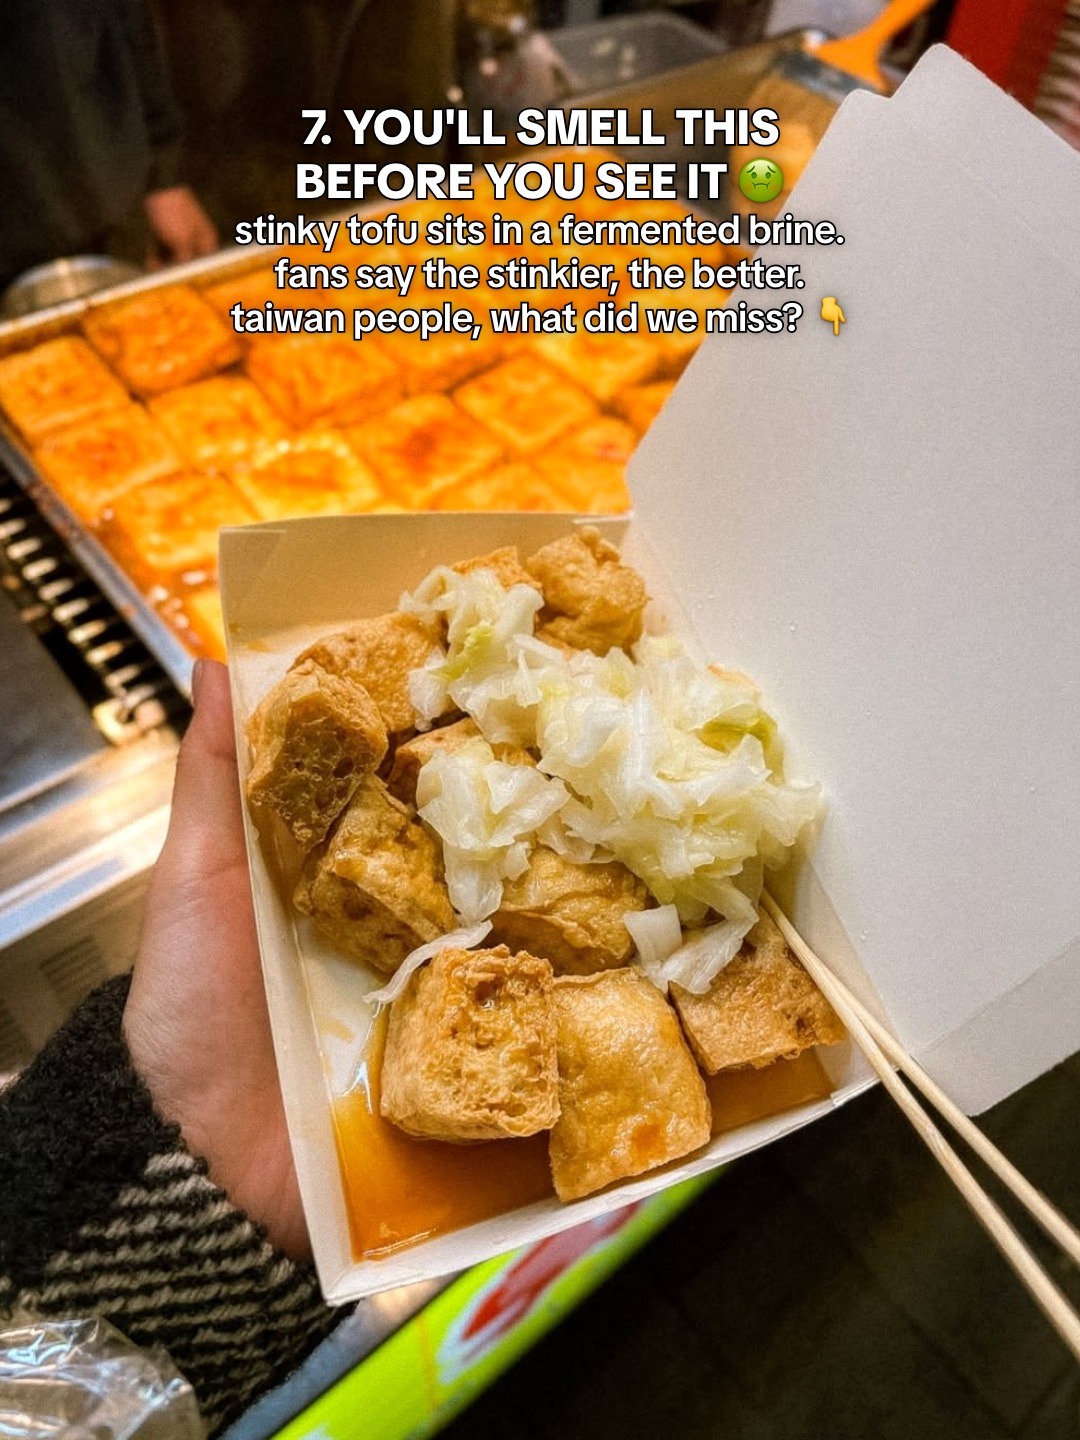 7. YOU'LL SMELL THIS
BEFORE YOU SEE IT 🤢
stinky tofu sits in a fermented brine.
fans say the stinkier, the better.
taiwan people, what did we miss? 👇